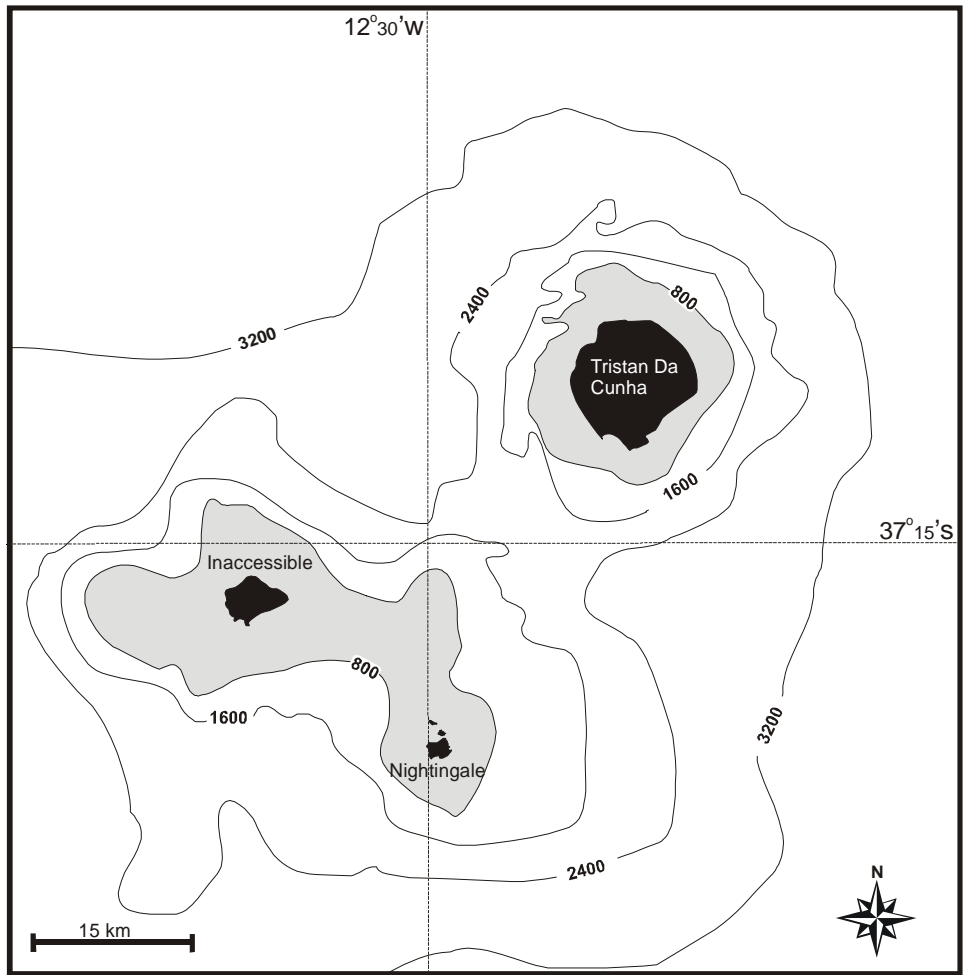 12°30'W
3200
2400
800
Tristan Da
Cunha
1600
37°15'S
Inaccessible
800
1600
3200
Nightingale
2400
N
15 km